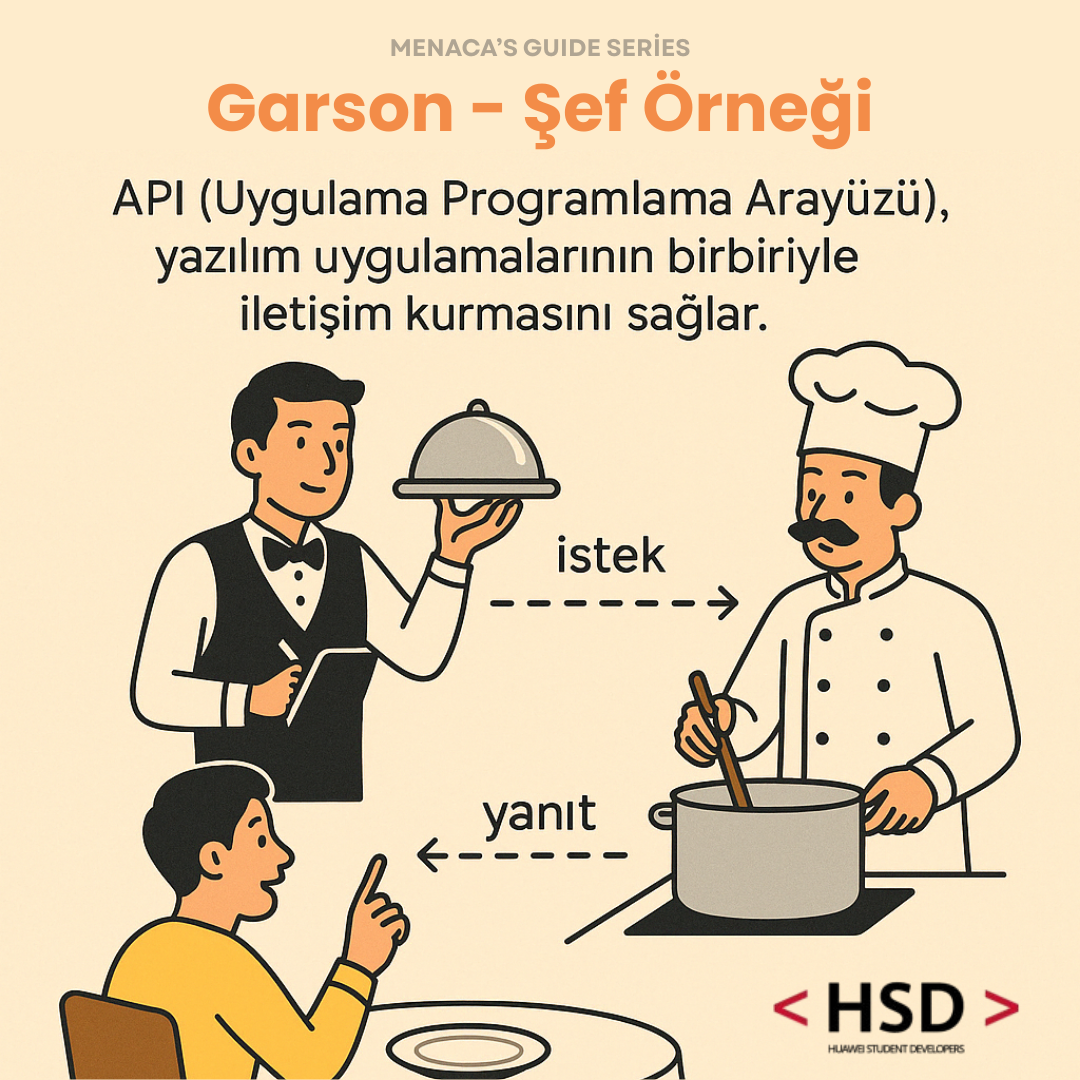 MENACA'S GUIDE SERİES
Garson - Şef Örneği
API (Uygulama Programlama Arayüzü),
yazılım uygulamalarının birbiriyle
iletişim kurmasını sağlar.
istek
yanıt
< HSD >
HUAWEI STUDENT DEVELOPERS